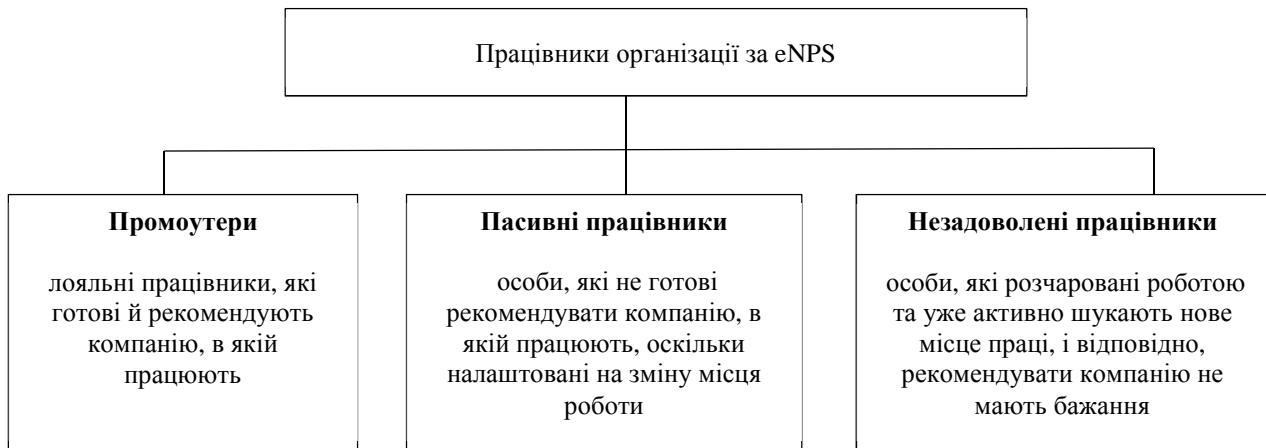 Працівники організації за eNPS
Промоутери
лояльні працівники, які
готові й рекомендують
компанію, в якій
працюють
Пасивні працівники
особи, які не готові
рекомендувати компанію, в
якій працюють, оскільки
налаштовані на зміну місця
роботи
Незадоволені працівники
особи, які розчаровані роботою
та уже активно шукають нове
місце праці, і відповідно,
рекомендувати компанію не
мають бажання